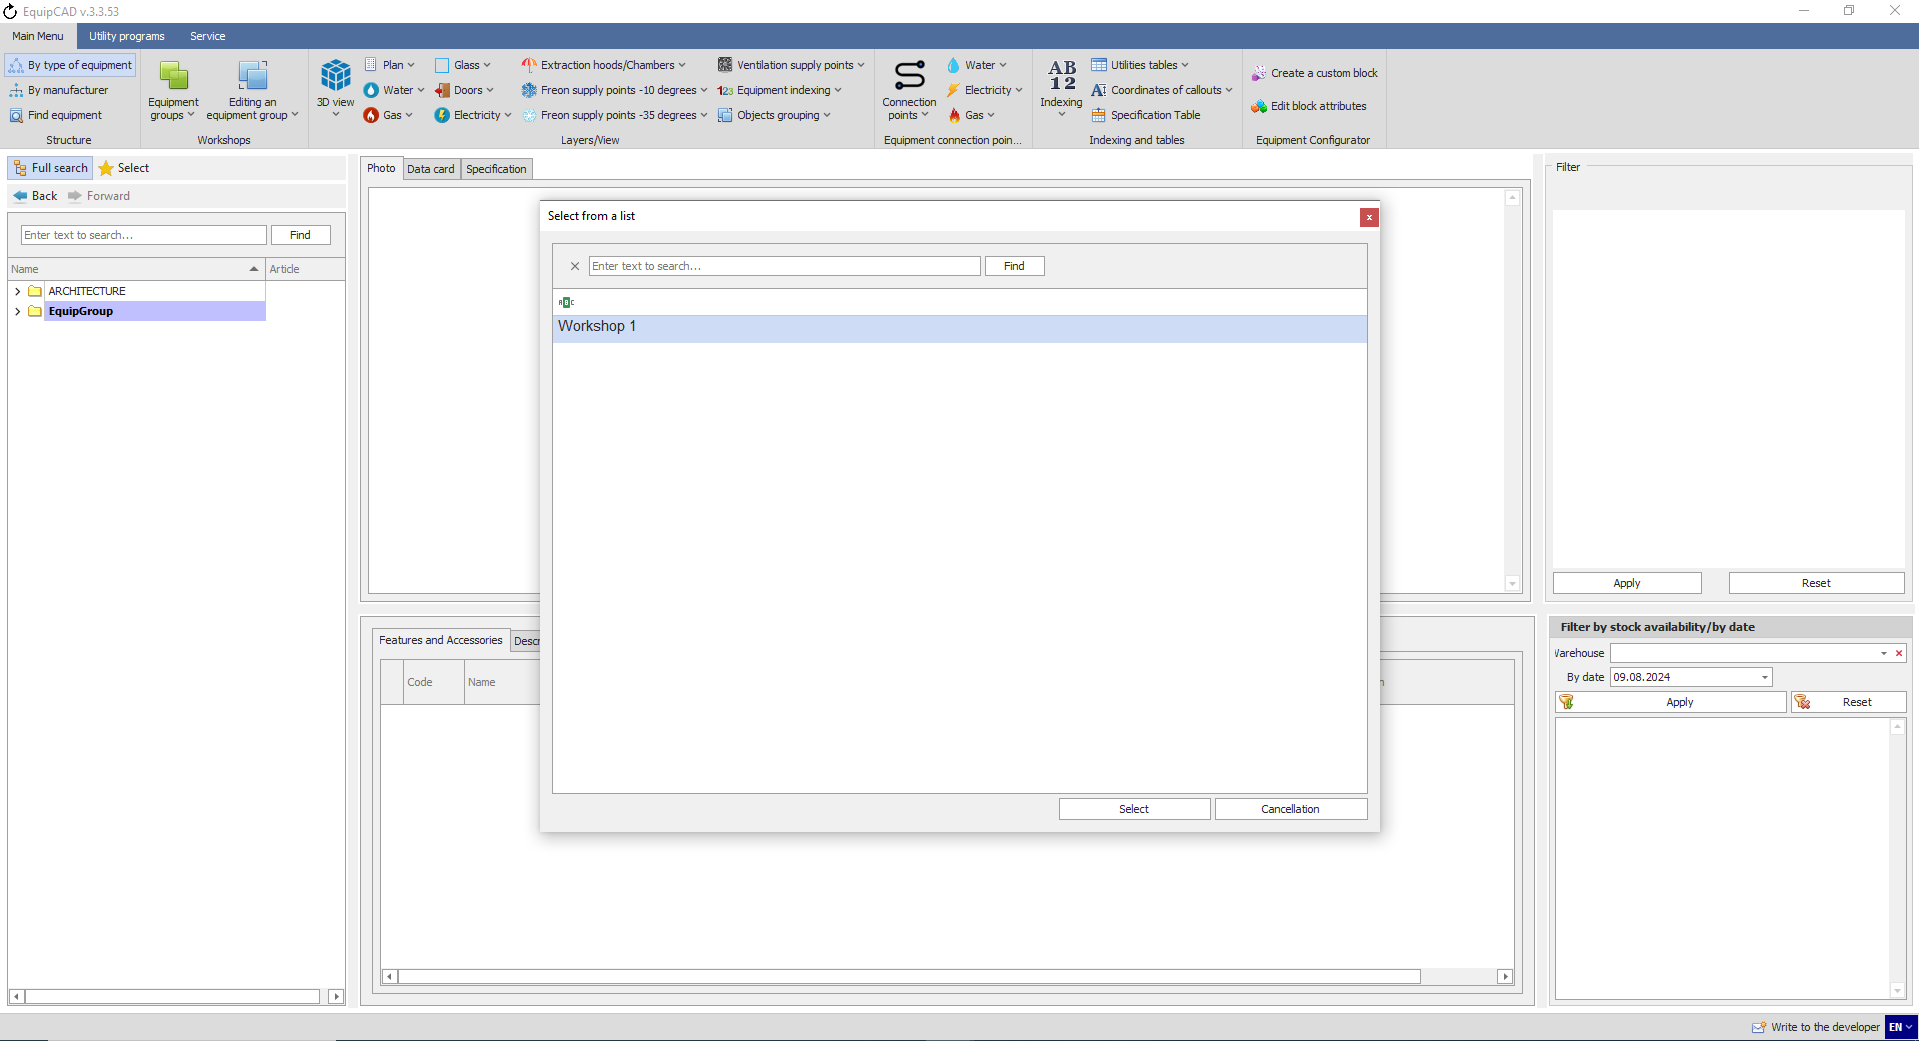 EquipCAD v.3.3.53
Main Menu
Utility programs
Service
By type of equipment
By manufacturer
Find equipment
Structure
Equipment groups
Editing an equipment group
Workshops
3D view
Plan
Water
Gas
Glass
Doors
Electricity
Extraction hoods/Chambers
Freon supply points -10 degrees
Freon supply points -35 degrees
Ventilation supply points
123 Equipment indexing
Objects grouping
Layers/View
Connection points
Water
Electricity
Gas
Equipment connection poin...
AB 12
Indexing
Utilities tables
Coordinates of callouts
Specification Table
Indexing and tables
Create a custom block
Edit block attributes
Equipment Configurator
Full search
Select
Back
Forward
Enter text to search...
Find
Name
Article
ARCHITECTURE
EquipGroup
Photo
Data card
Specification
Select from a list
Enter text to search...
Find
Workshop 1
Select
Cancellation
Features and Accessories
Descr
Code
Name
Filter
Apply
Reset
Filter by stock availability/by date
Varehouse
By date
09.08.2024
Apply
Reset
Write to the developer
EN